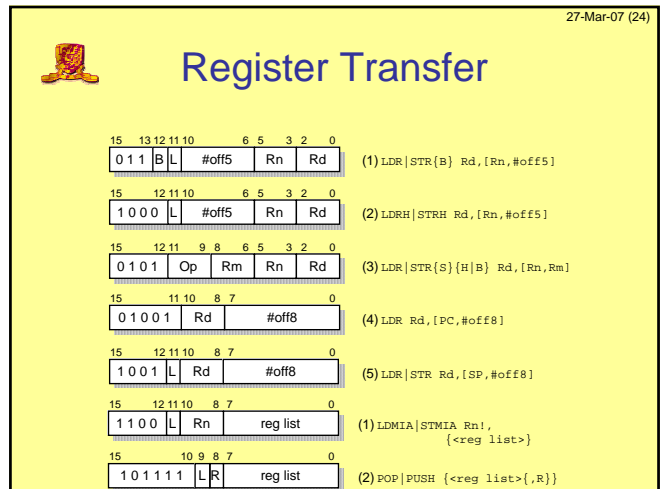 27-Mar-07 (24)
Register Transfer
15 13 12 11 10 6 5 3 2 0
0 1 1 B L #off5 Rn Rd (1) LDR|STR{B} Rd,[Rn,#off5]
15 12 11 10 6 5 3 2 0
1 0 0 0 L #off5 Rn Rd (2) LDRH|STRH Rd,[Rn,#off5]
15 12 11 9 8 6 5 3 2 0
0 1 0 1 Op Rm Rn Rd (3) LDR|STR{S}{H|B} Rd,[Rn,Rm]
15 11 10 8 7 0
0 1 0 0 1 Rd #off8 (4) LDR Rd,[PC,#off8]
15 12 11 10 8 7 0
1 0 0 1 L Rd #off8 (5) LDR|STR Rd,[SP,#off8]
15 12 11 10 8 7 0
1 1 0 0 L Rn reg list (1) LDMIA|STMIA Rn!,
{<reg list>}
15 10 9 8 7 0
1 0 1 1 1 1 L R reg list (2) POP|PUSH {<reg list>{,R}}